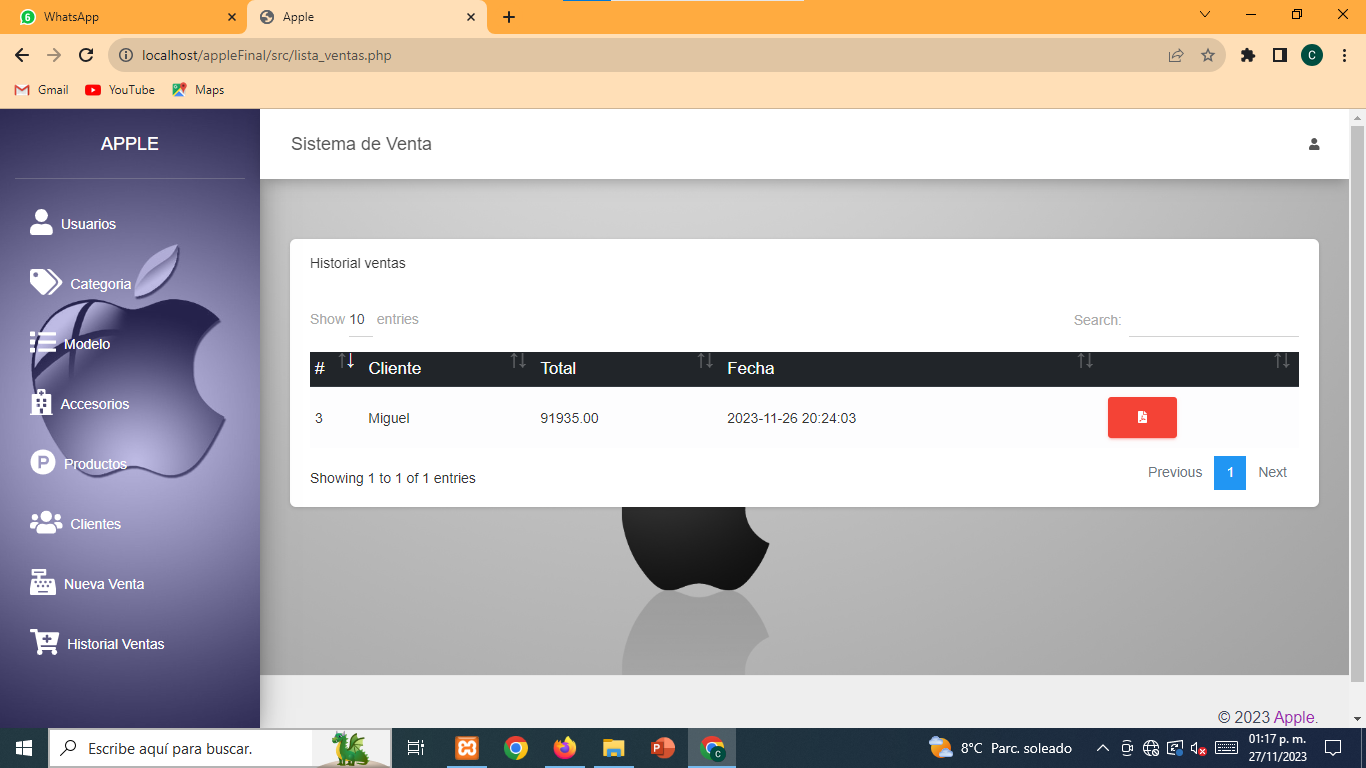 WhatsApp
Apple
localhost/appleFinal/src/lista_ventas.php
C
Gmail
YouTube
Maps
APPLE
Sistema de Venta
Usuarios
Categoria
Modelo
Accesorios
Productos
Clientes
Nueva Venta
Historial Ventas
Historial ventas
Show 10 entries
Search:
# Cliente Total Fecha
3 Miguel 91935.00 2023-11-26 20:24:03
Showing 1 to 1 of 1 entries
Previous 1 Next
© 2023 Apple.
Escribe aquí para buscar.
8°C Parc. soleado
01:17 p. m.
27/11/2023